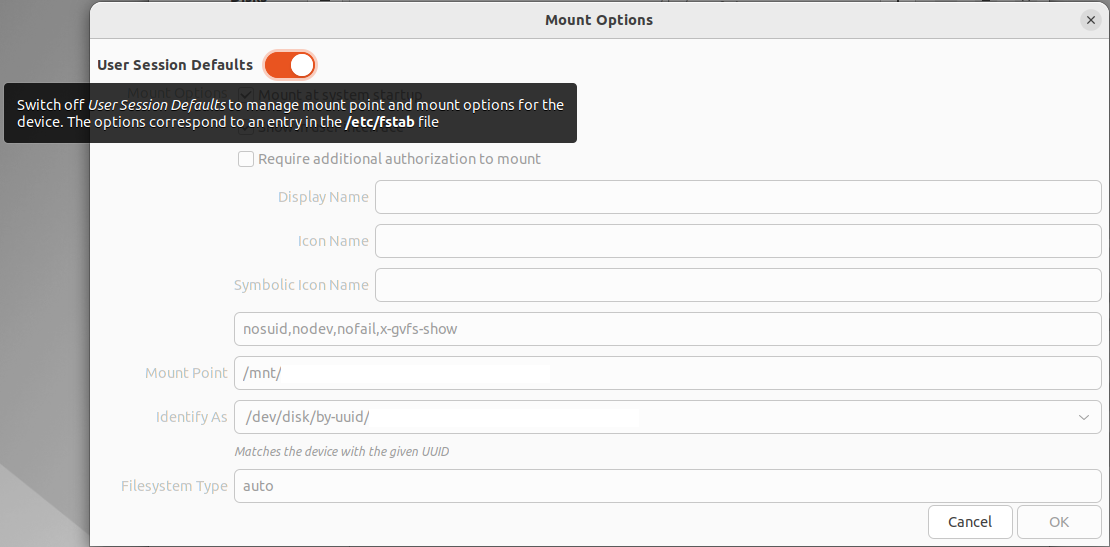 Mount Options
User Session Defaults
Mount Options Mount at system startup
Switch off User Session Defaults to manage mount point and mount options for the
device. The options correspond to an entry in the /etc/fstab file
Require additional authorization to mount
Display Name
Icon Name
Symbolic Icon Name
nosuid,nodev,nofail,x-gvfs-show
Mount Point /mnt/
Identify As /dev/disk/by-uuid/
Matches the device with the given UUID
Filesystem Type auto
Cancel OK